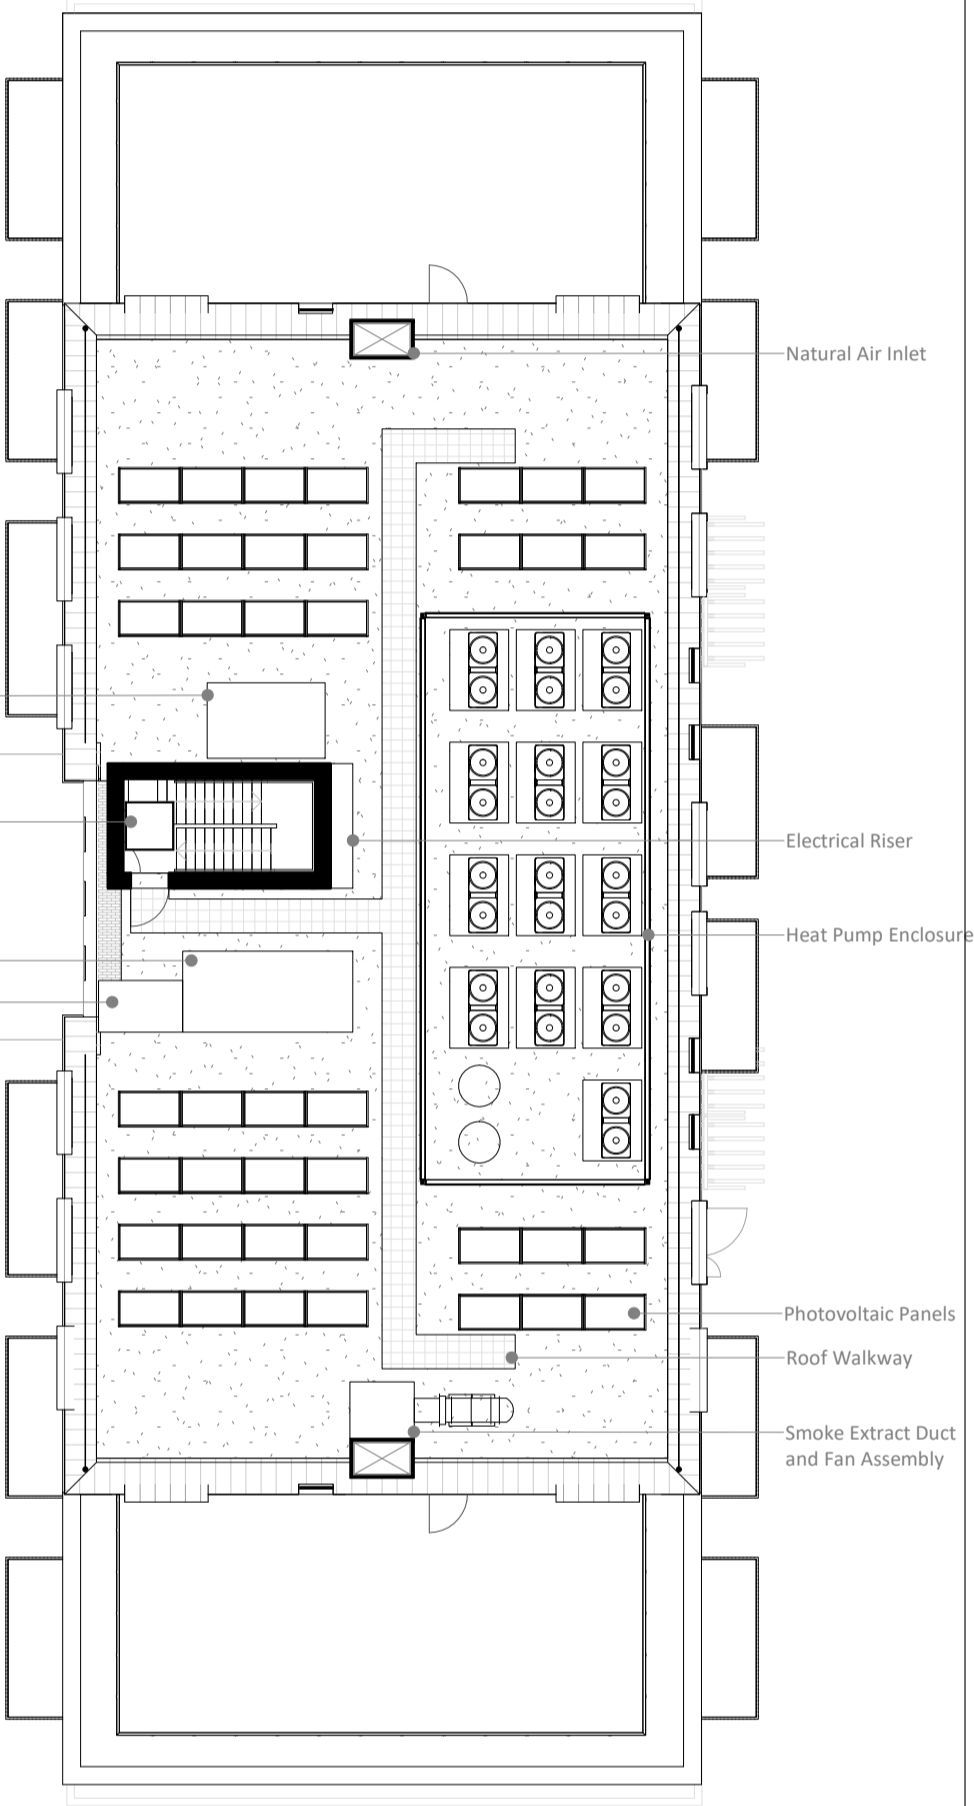 Natural Air Inlet
Electrical Riser
Heat Pump Enclosure
Photovoltaic Panels
Roof Walkway
Smoke Extract Duct
and Fan Assembly